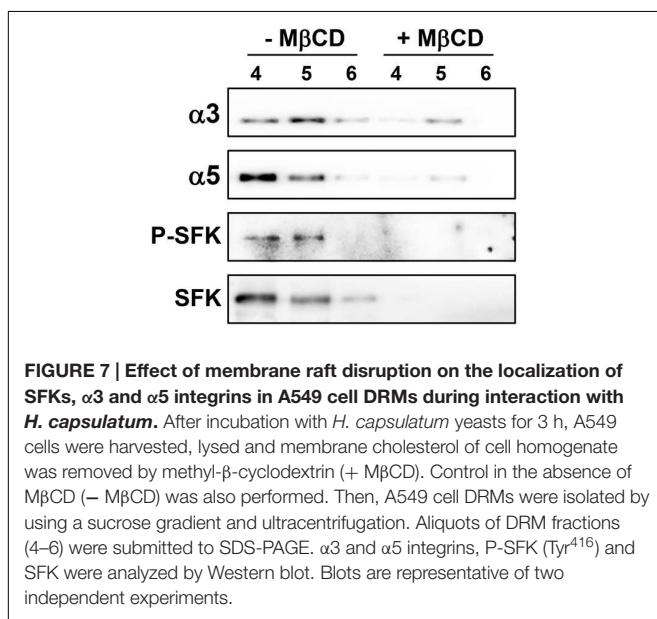 - MβCD + MβCD
4 5 6 4 5 6
α3
α5
P-SFK
SFK
FIGURE 7 | Effect of membrane raft disruption on the localization of
SFKs, α3 and α5 integrins in A549 cell DRMs during interaction with
H. capsulatum. After incubation with H. capsulatum yeasts for 3 h, A549
cells were harvested, lysed and membrane cholesterol of cell homogenate
was removed by methyl-β-cyclodextrin (+ MβCD). Control in the absence of
MβCD (− MβCD) was also performed. Then, A549 cell DRMs were isolated by
using a sucrose gradient and ultracentrifugation. Aliquots of DRM fractions
(4–6) were submitted to SDS-PAGE. α3 and α5 integrins, P-SFK (Tyr416) and
SFK were analyzed by Western blot. Blots are representative of two
independent experiments.